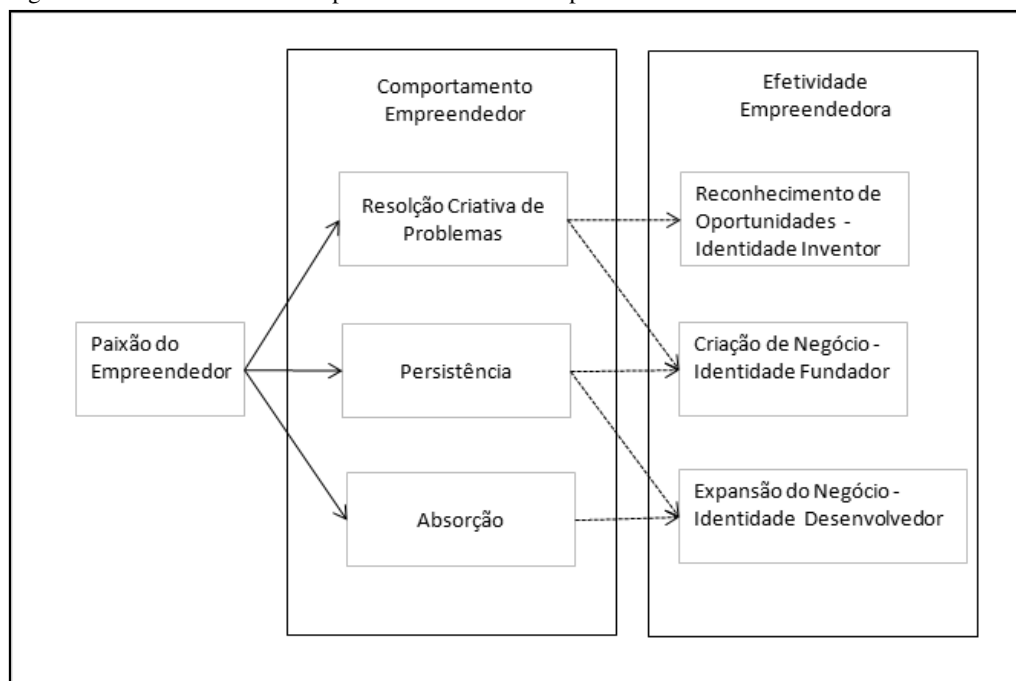 Comportamento
Empreendedor
Efetividade
Empreendedora
Resolção Criativa de
Problemas
Reconhecimento de
Oportunidades -
Identidade Inventor
Paixão do
Empreendedor
Persistência
Criação de Negócio -
Identidade Fundador
Absorção
Expansão do Negócio -
Identidade Desenvolvedor